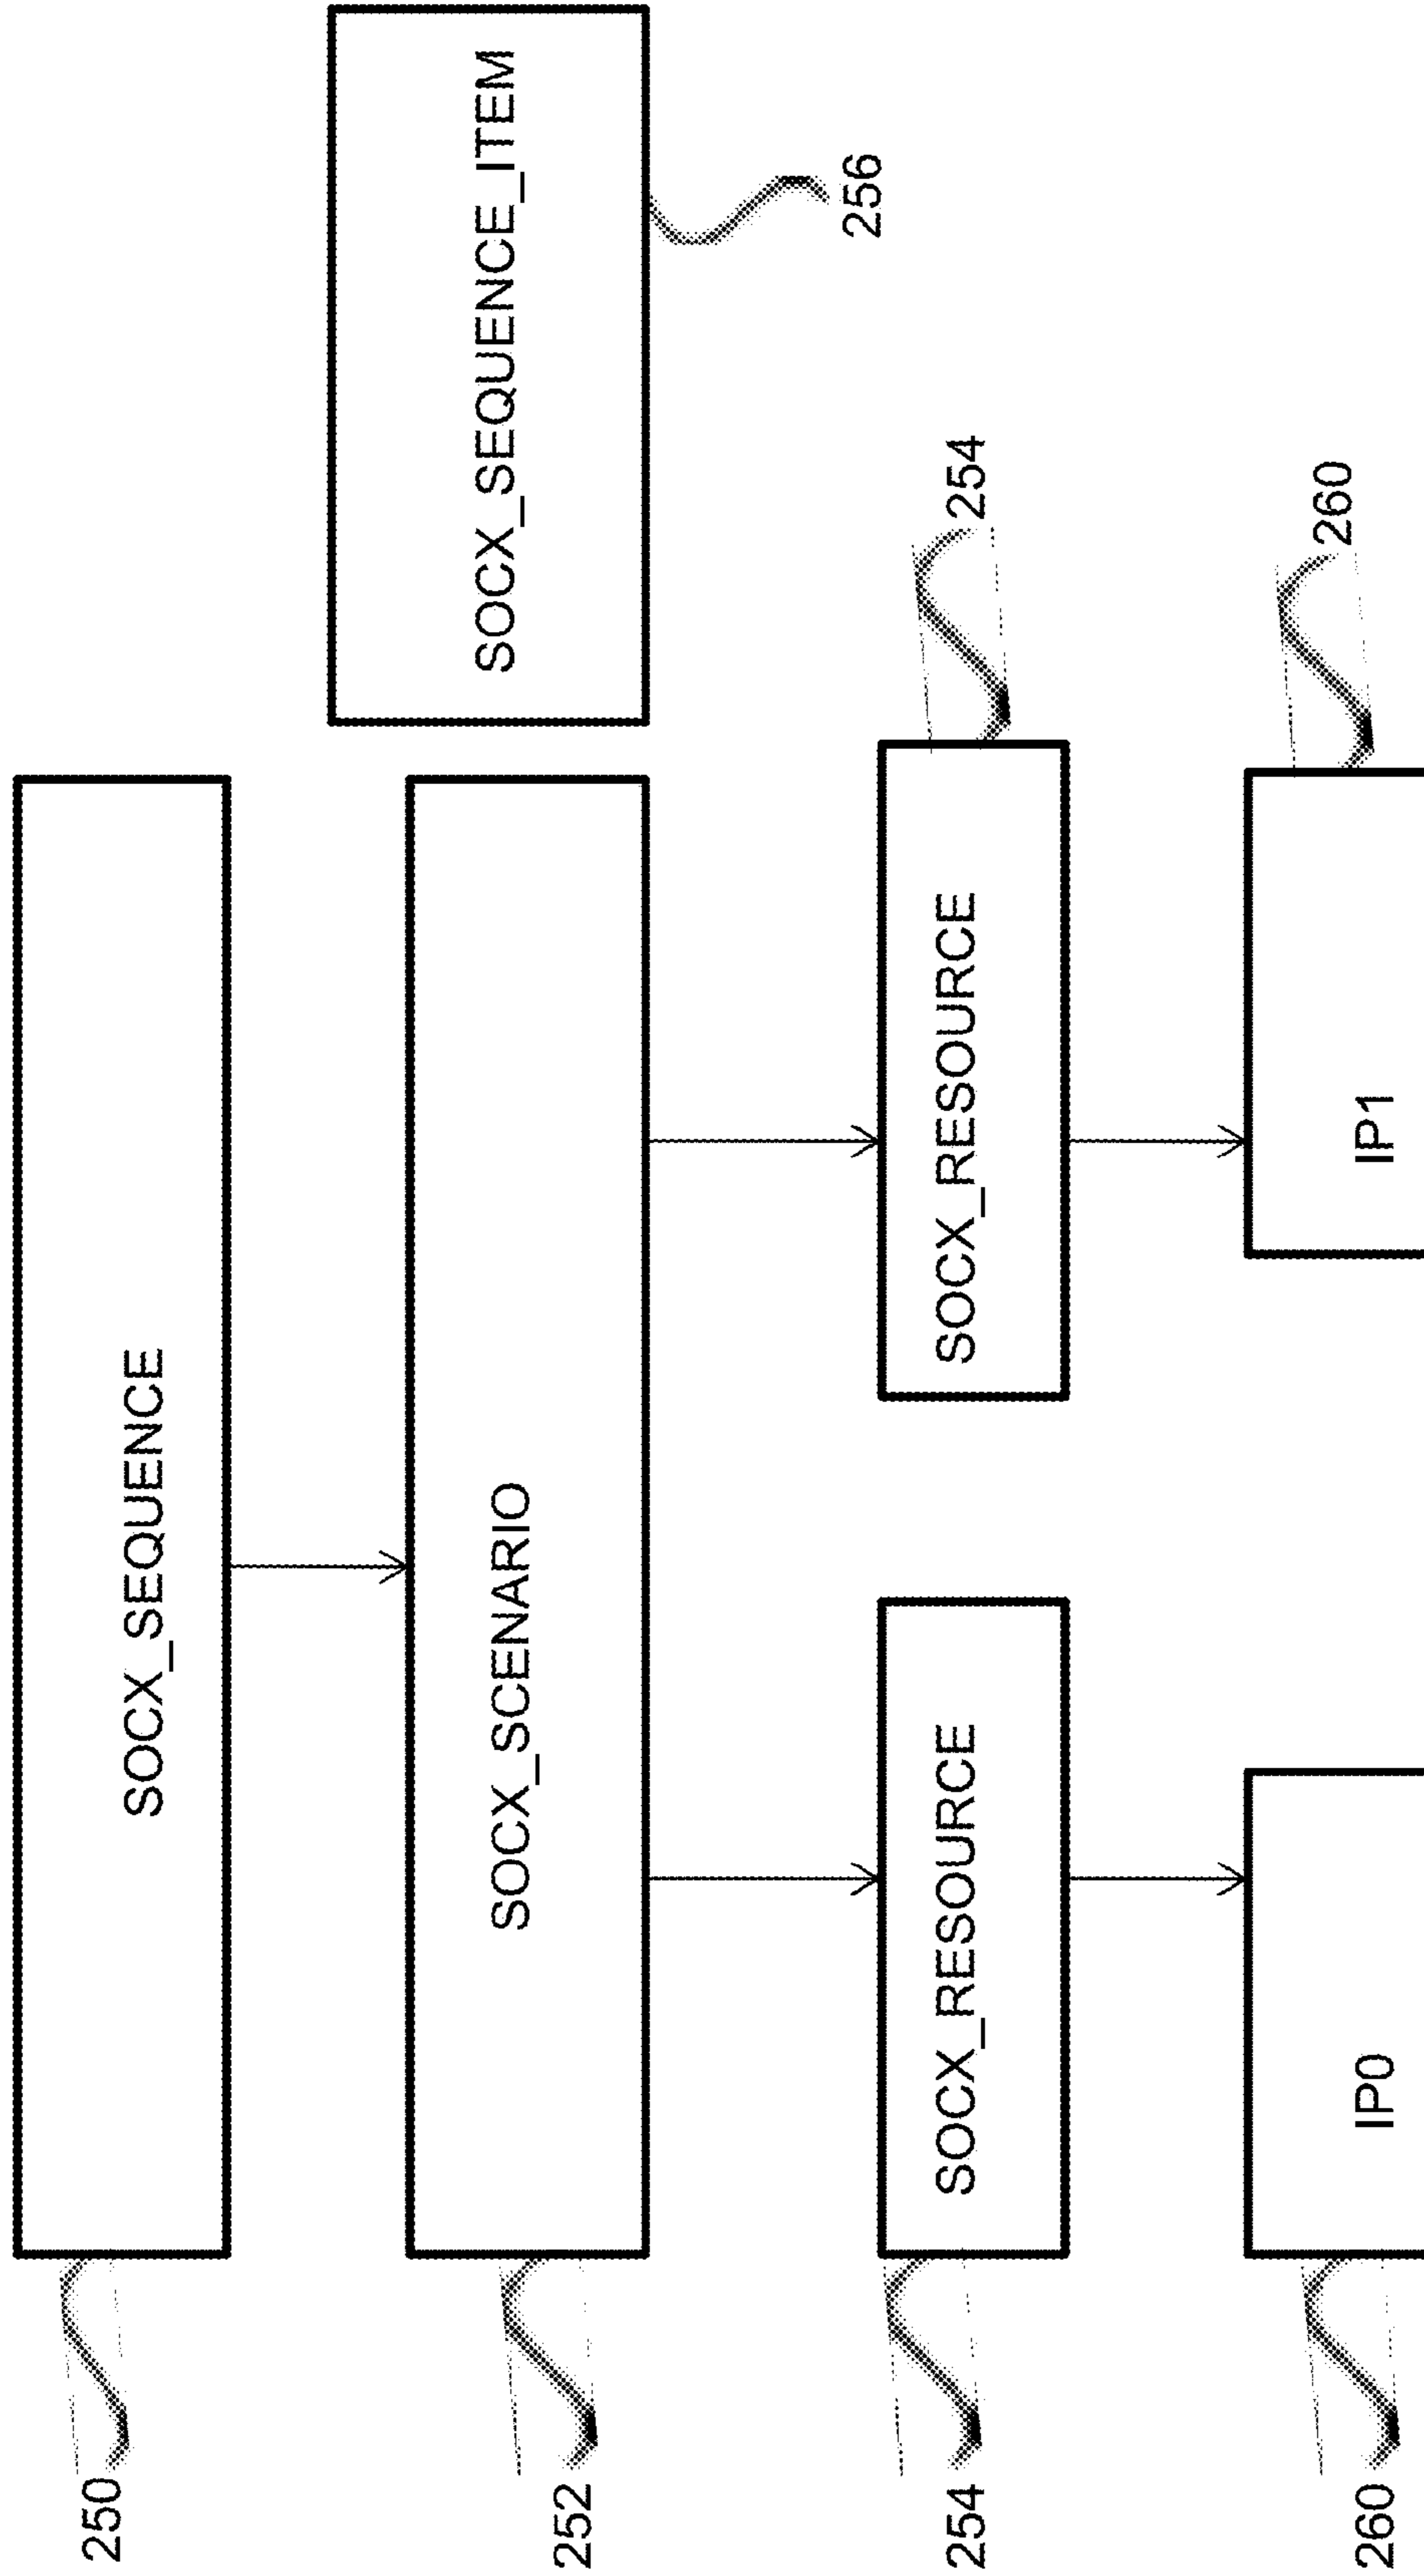 250
SOCX_SEQUENCE
252
SOCX_SCENARIO
SOCX_SEQUENCE_ITEM
256
254
SOCX_RESOURCE
SOCX_RESOURCE
254
260
IP0
IP1
260